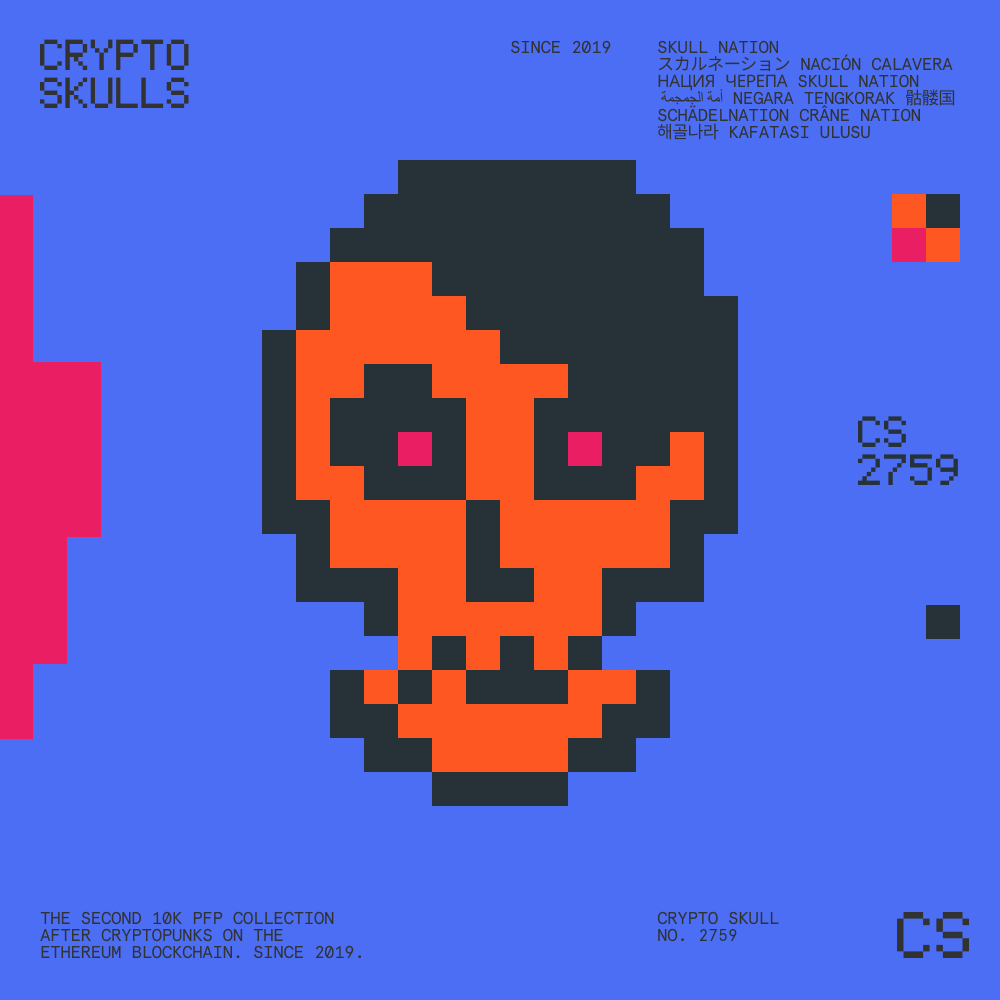 CRYPTO
SKULLS
SINCE 2019
SKULL NATION
スカルネーション NACIÓN CALAVERA
НАЦИЯ ЧЕРЕПА SKULL NATION
أمة الجمجمة NEGARA TENGKORAK 骷髅国
SCHÄDELNATION CRÂNE NATION
해골나라 KAFATASI ULUSU
CS
2759
THE SECOND 10K PFP COLLECTION
AFTER CRYPTOPUNKS ON THE
ETHEREUM BLOCKCHAIN. SINCE 2019.
CRYPTO SKULL
NO. 2759
CS